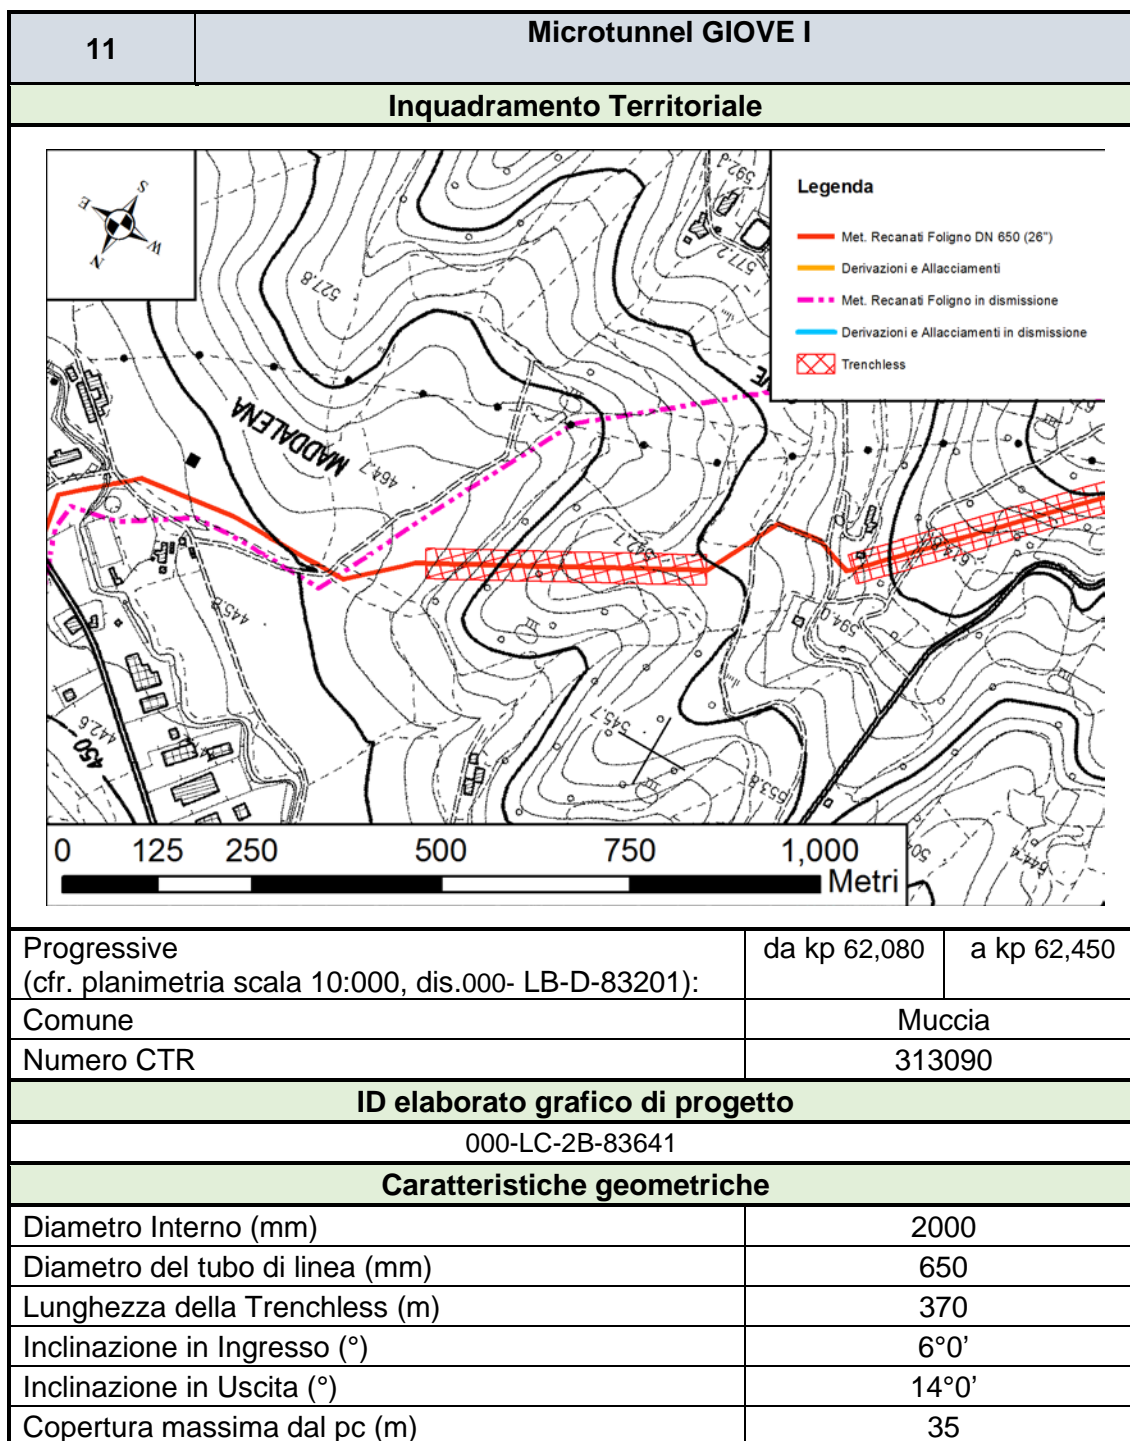 11
Microtunnel GIOVE I
Inquadramento Territoriale
S
E
W
N
Legenda
Met. Recanati Foligno DN 650 (26")
Derivazioni e Allacciamenti
Met. Recanati Foligno in dismissione
Derivazioni e Allacciamenti in dismissione
Trenchless
592.1
577.2
527.8
MADDALENA
464.7
445.
594.0
442.6
450
545.7
653.8
644.4
0 125 250 500 750 1,000
Metri
Progressive
(cfr. planimetria scala 10:000, dis.000- LB-D-83201):
da kp 62,080
a kp 62,450
Comune
Muccia
Numero CTR
313090
ID elaborato grafico di progetto
000-LC-2B-83641
Caratteristiche geometriche
Diametro Interno (mm)
2000
Diametro del tubo di linea (mm)
650
Lunghezza della Trenchless (m)
370
Inclinazione in Ingresso (°)
6°0’
Inclinazione in Uscita (°)
14°0’
Copertura massima dal pc (m)
35